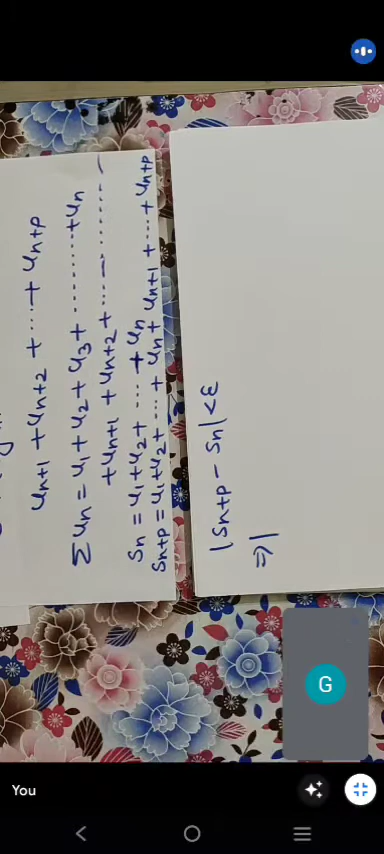 u_{n+1} + u_{n+2} + ... + u_{n+p}
Σu_n = u_1 + u_2 + u_3 + ......... + u_n
+ u_{n+1} + u_{n+2} + ...............
S_n = u_1 + u_2 + ... + u_n
S_{n+p} = u_1 + u_2 + ... + u_n + u_{n+1} + ... + u_{n+p}
|S_{n+p} - S_n| < ε
⇒ |
G
You